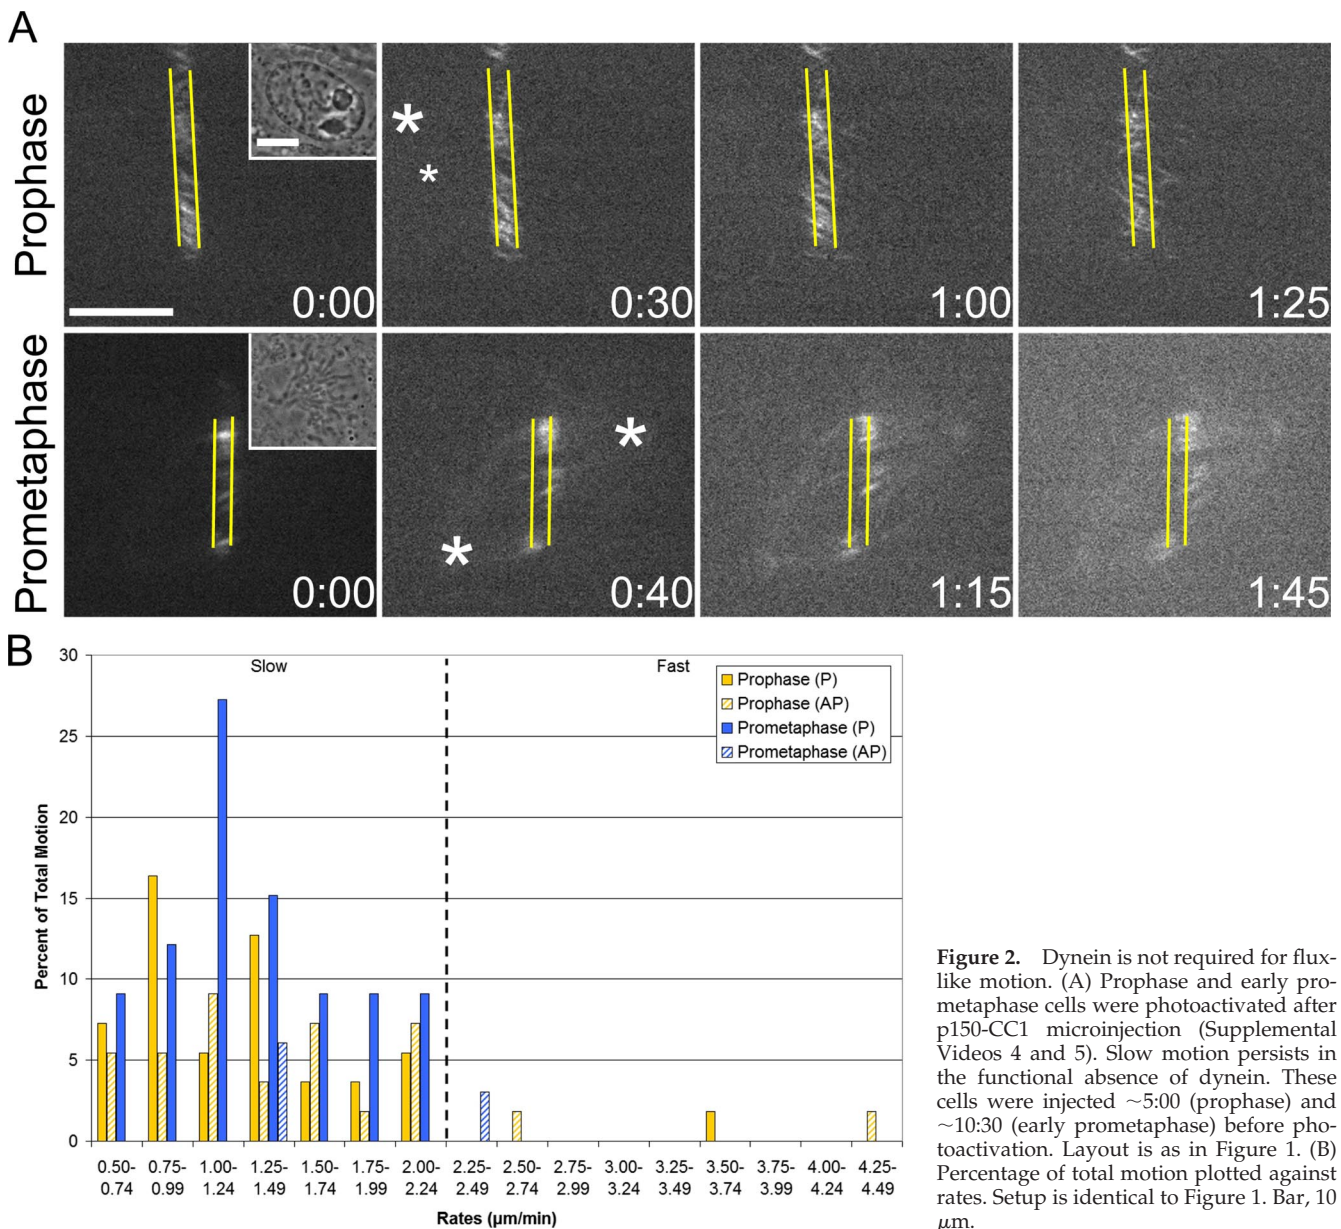 A
Prophase
*
*
0:00
0:30
1:00
1:25
Prometaphase
*
*
0:00
0:40
1:15
1:45
B
Percent of Total Motion
30
25
20
15
10
5
0
Slow
Fast
Prophase (P)
Prophase (AP)
Prometaphase (P)
Prometaphase (AP)
0.50-
0.74
0.75-
0.99
1.00-
1.24
1.25-
1.49
1.50-
1.74
1.75-
1.99
2.00-
2.24
2.25-
2.49
2.50-
2.74
2.75-
2.99
3.00-
3.24
3.25-
3.49
3.50-
3.74
3.75-
3.99
4.00-
4.24
4.25-
4.49
Rates (µm/min)
Figure 2. Dynein is not required for flux-
like motion. (A) Prophase and early pro-
metaphase cells were photoactivated after
p150-CC1 microinjection (Supplemental
Videos 4 and 5). Slow motion persists in
the functional absence of dynein. These
cells were injected ~5:00 (prophase) and
~10:30 (early prometaphase) before pho-
toactivation. Layout is as in Figure 1. (B)
Percentage of total motion plotted against
rates. Setup is identical to Figure 1. Bar, 10
µm.